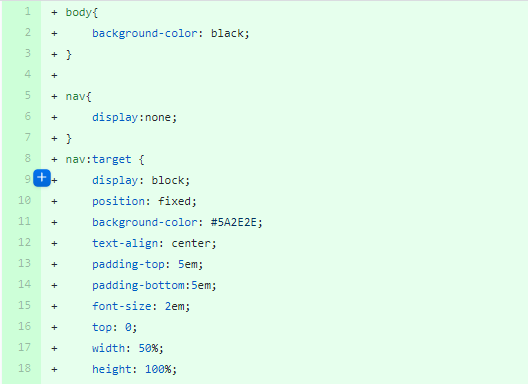 1 + body{
2 +     background-color: black;
3 + }
4 +
5 + nav{
6 +     display:none;
7 + }
8 + nav:target {
9 +     display: block;
10 +     position: fixed;
11 +     background-color: #5A2E2E;
12 +     text-align: center;
13 +     padding-top: 5em;
14 +     padding-bottom:5em;
15 +     font-size: 2em;
16 +     top: 0;
17 +     width: 50%;
18 +     height: 100%;